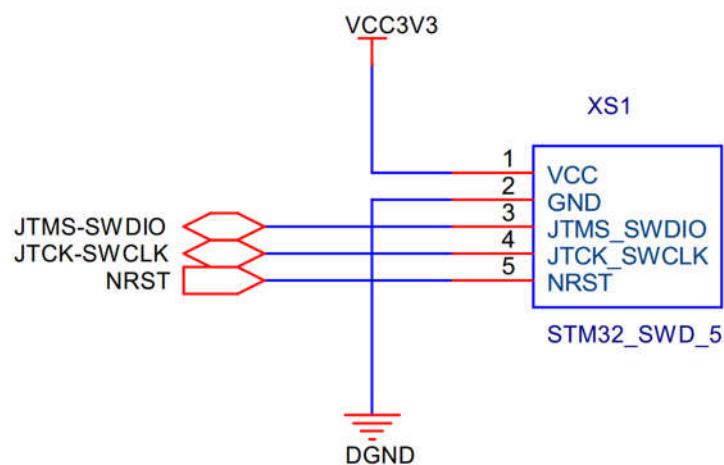 VCC3V3
XS1
1
VCC
2
GND
JTMS-SWDIO
3
JTMS_SWDIO
JTCK-SWCLK
4
JTCK_SWCLK
NRST
5
NRST
STM32_SWD_5
DGND